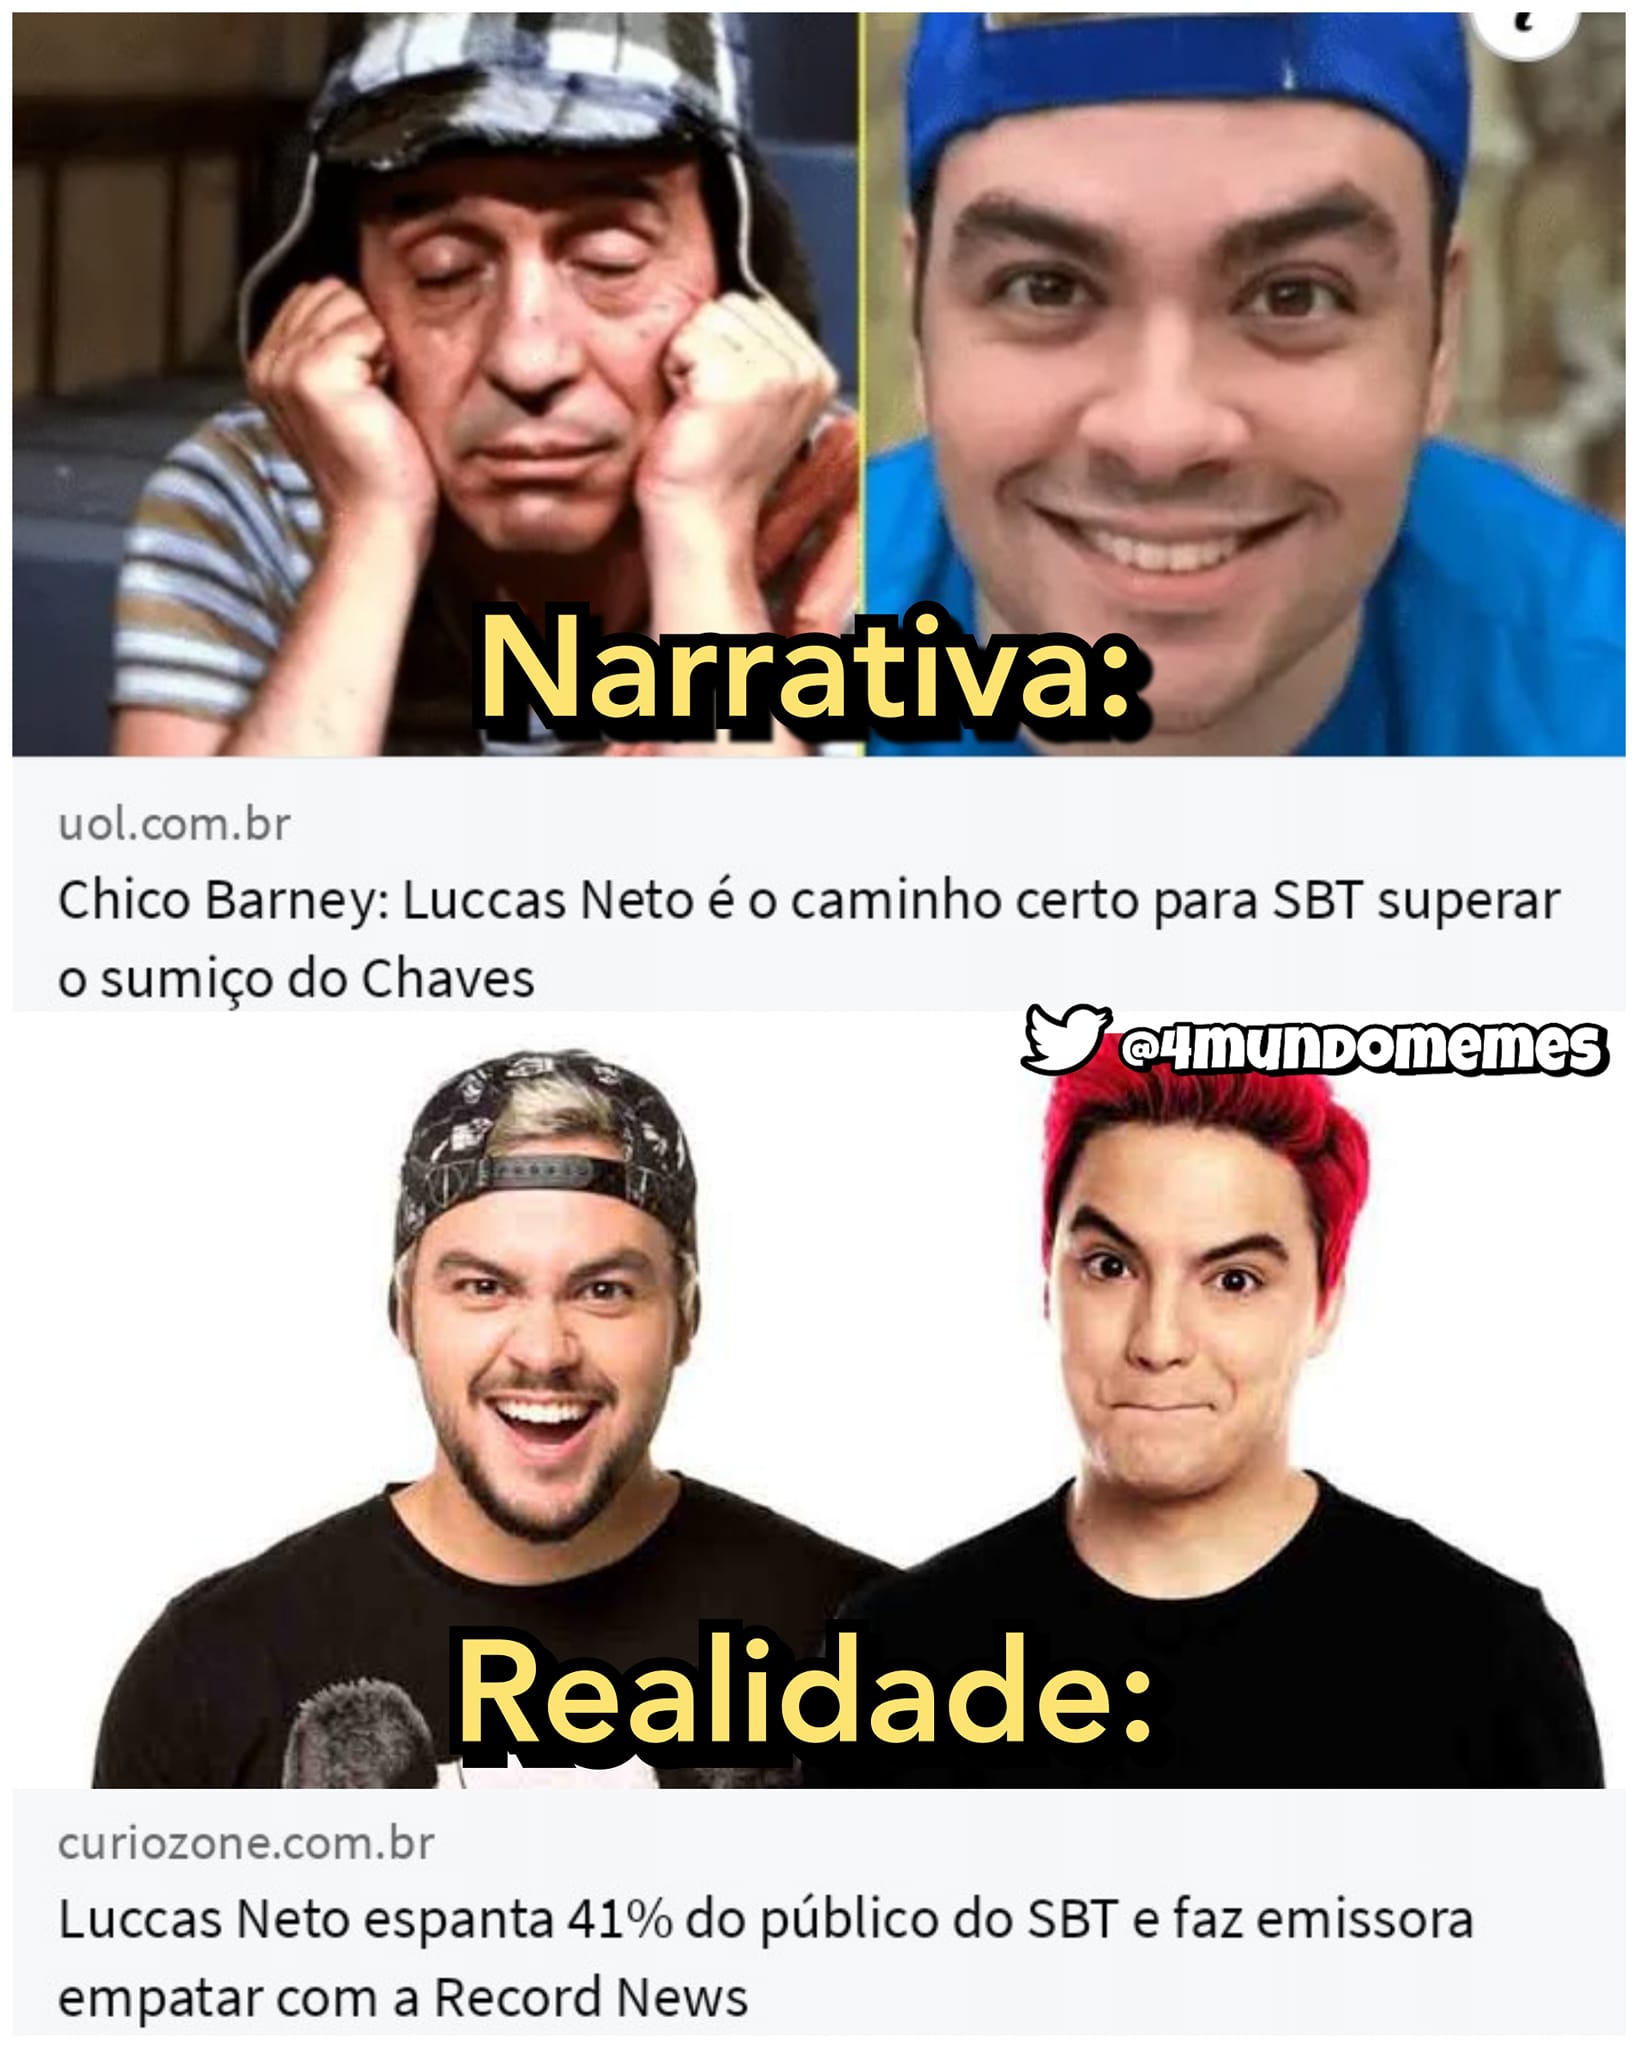 Narrativa:
uol.com.br
Chico Barney: Luccas Neto é o caminho certo para SBT superar
o sumiço do Chaves
@4mundomemes
Realidade:
curiozone.com.br
Luccas Neto espanta 41% do público do SBT e faz emissora
empatar com a Record News